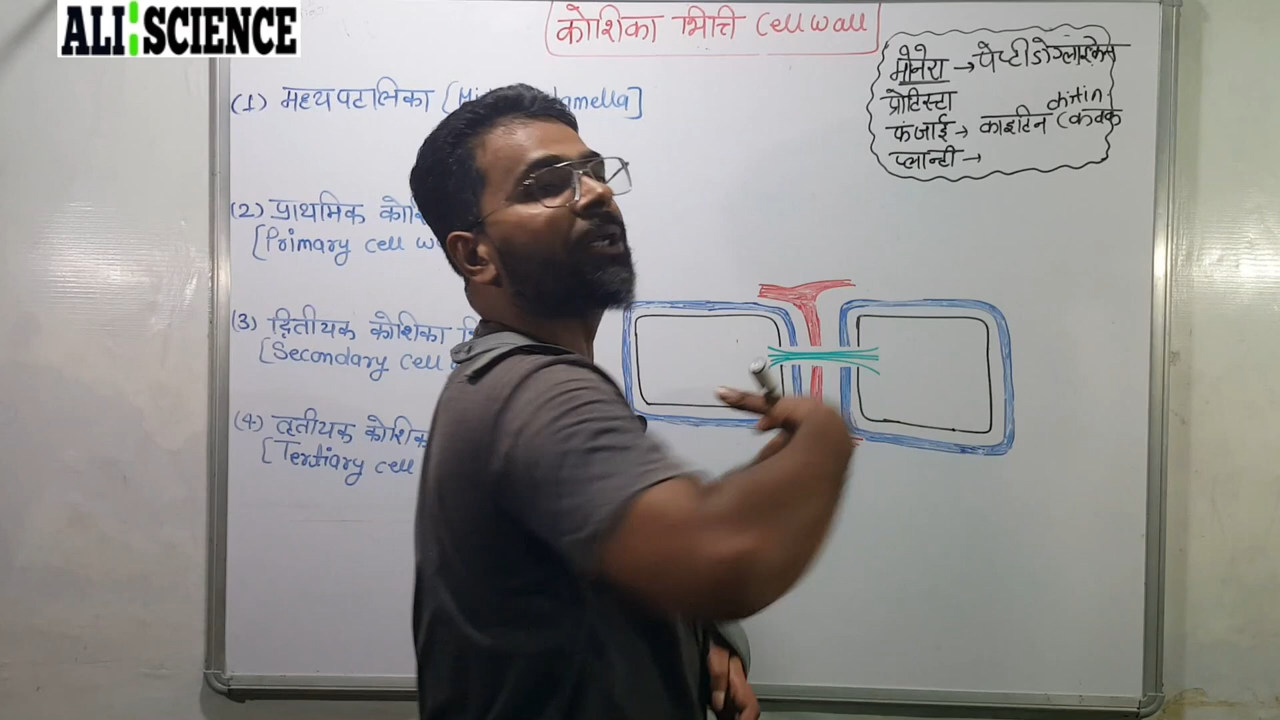 ALI SCIENCE
कोशिका भित्ति Cell wall
मोनेरा → पेप्टीडोग्लाइकेन
प्रोटिस्टा
chitin
फंजाई → काइटिन (कवक
प्लान्टी →
(1) मध्यपटलिका [ lamella]
(2) प्राथमिक
[Primary cell
(3) द्वितीयक कोशिका
[Secondary cell
(4) तृतीयक कोशिक
[Tertiary cell